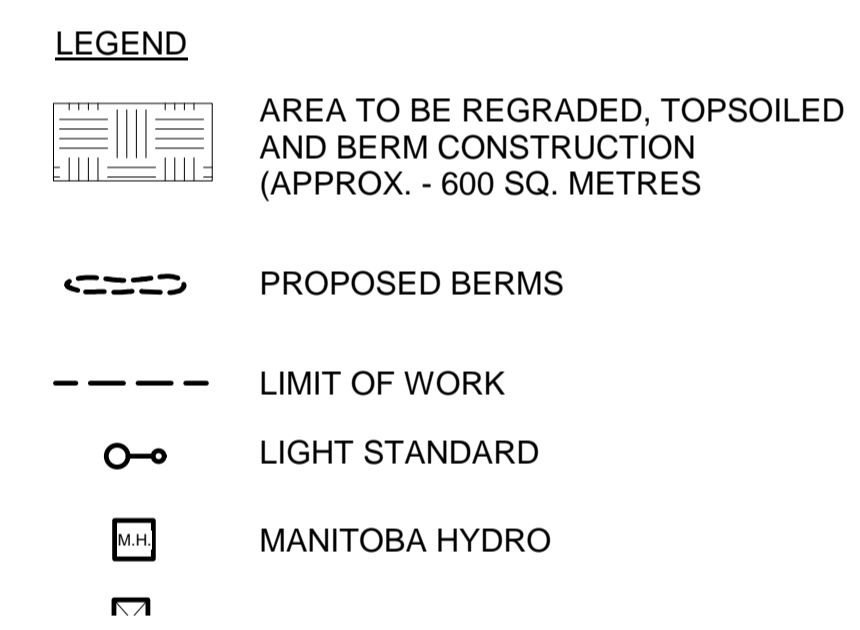 LEGEND
AREA TO BE REGRADED, TOPSOILED
AND BERM CONSTRUCTION
(APPROX. - 600 SQ. METRES
PROPOSED BERMS
LIMIT OF WORK
LIGHT STANDARD
M.H.
MANITOBA HYDRO